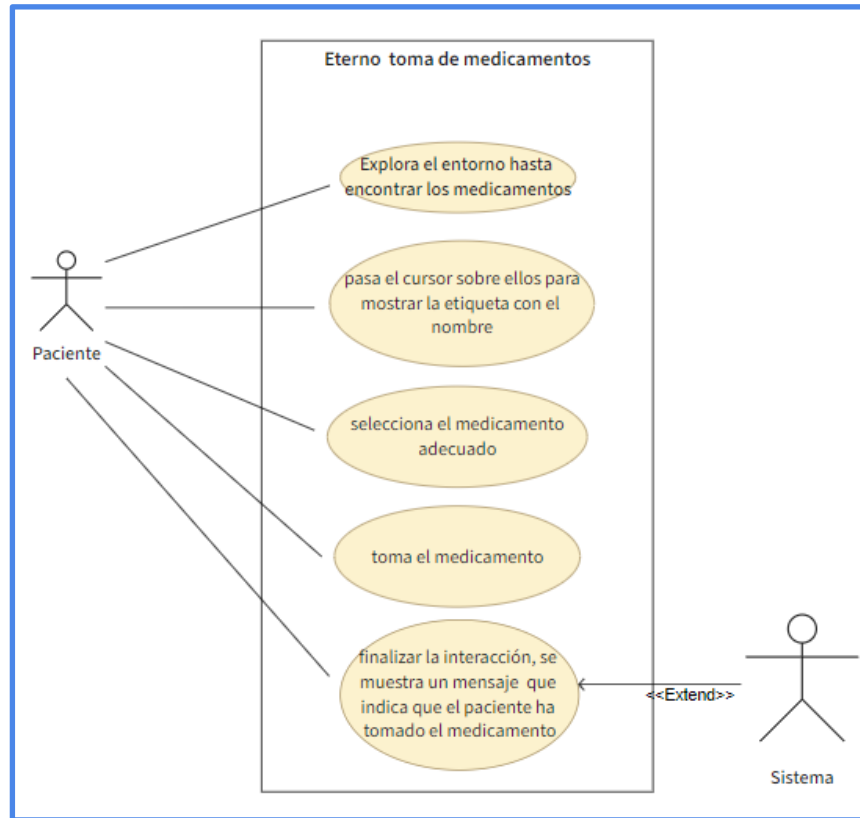 Eterno toma de medicamentos
Explora el entorno hasta
encontrar los medicamentos
pasa el cursor sobre ellos para
mostrar la etiqueta con el
nombre
Paciente
selecciona el medicamento
adecuado
toma el medicamento
finalizar la interacción, se
muestra un mensaje que
indica que el paciente ha
tomado el medicamento
<<Extend>>
Sistema